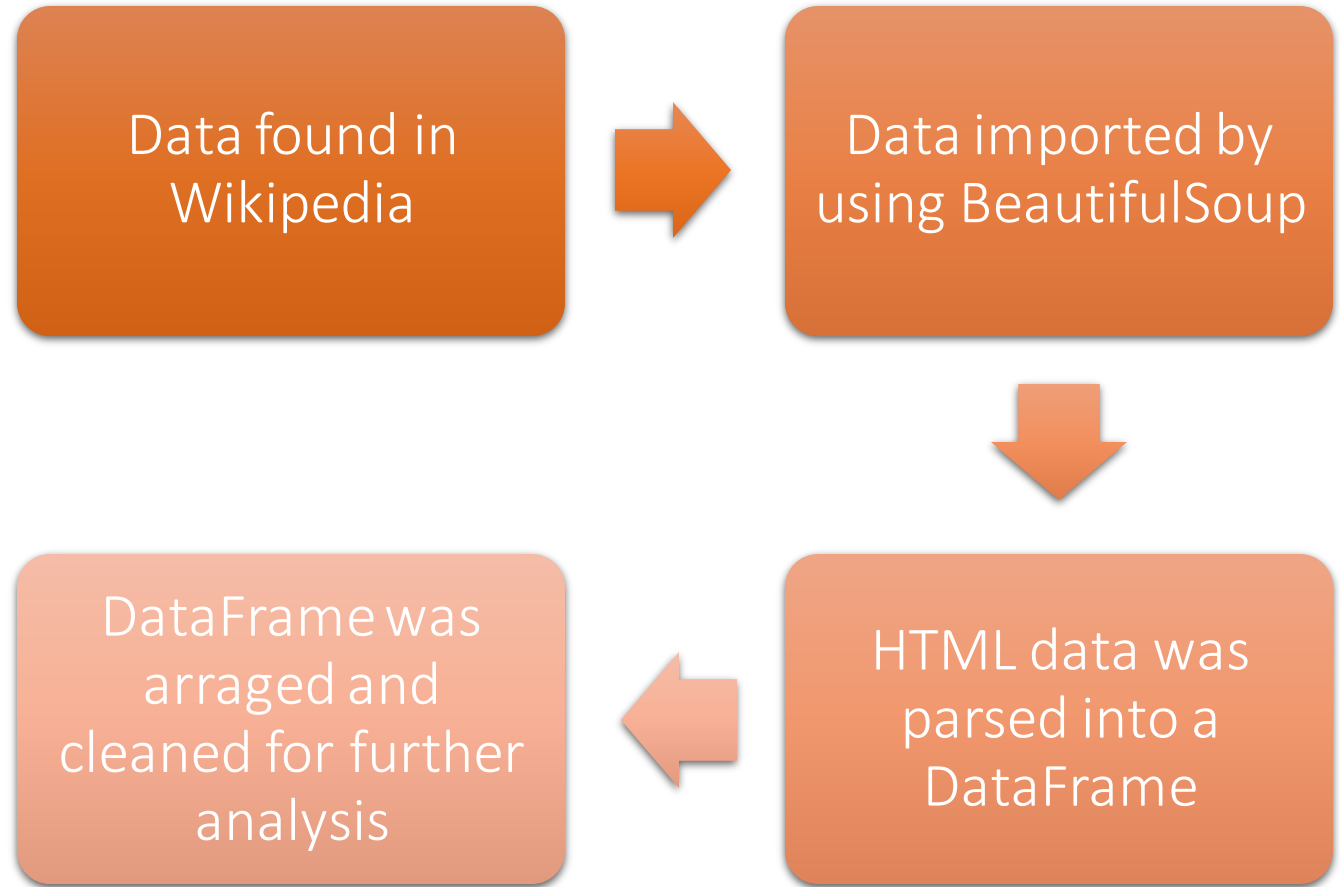 Data found in
Wikipedia
Data imported by
using BeautifulSoup
HTML data was
parsed into a
DataFrame
DataFrame was
arraged and
cleaned for further
analysis